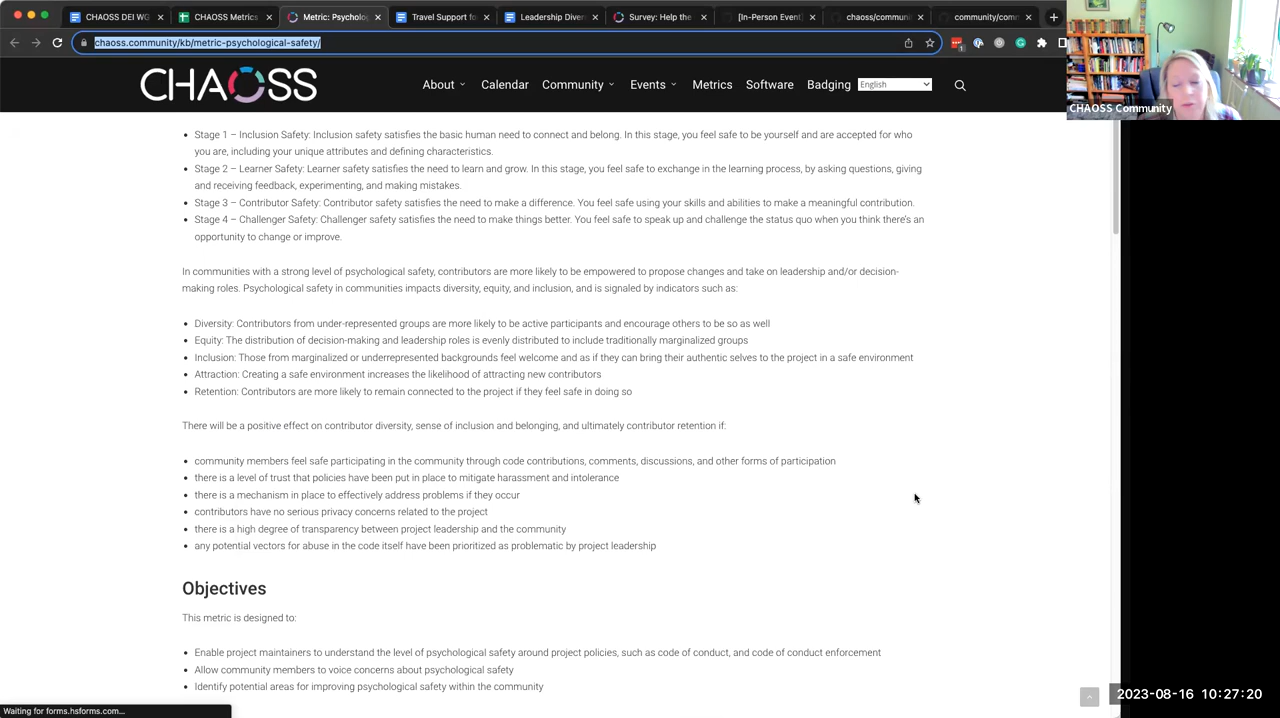 CHAOSS DEI WG
CHAOSS Metrics
Metric: Psycholo
Travel Support fo
Leadership Diver
Survey: Help the
[In-Person Event]
chaoss/communi
community/comm
chaoss.community/kb/metric-psychological-safety/
CHAOSS
About
Calendar
Community
Events
Metrics
Software
Badging
English
CHAOSS Community
Stage 1 – Inclusion Safety: Inclusion safety satisfies the basic human need to connect and belong. In this stage, you feel safe to be yourself and are accepted for who
you are, including your unique attributes and defining characteristics.
Stage 2 – Learner Safety: Learner safety satisfies the need to learn and grow. In this stage, you feel safe to exchange in the learning process, by asking questions, giving
and receiving feedback, experimenting, and making mistakes.
Stage 3 – Contributor Safety: Contributor safety satisfies the need to make a difference. You feel safe using your skills and abilities to make a meaningful contribution.
Stage 4 – Challenger Safety: Challenger safety satisfies the need to make things better. You feel safe to speak up and challenge the status quo when you think there's an
opportunity to change or improve.
In communities with a strong level of psychological safety, contributors are more likely to be empowered to propose changes and take on leadership and/or decision-
making roles. Psychological safety in communities impacts diversity, equity, and inclusion, and is signaled by indicators such as:
Diversity: Contributors from under-represented groups are more likely to be active participants and encourage others to be so as well
Equity: The distribution of decision-making and leadership roles is evenly distributed to include traditionally marginalized groups
Inclusion: Those from marginalized or underrepresented backgrounds feel welcome and as if they can bring their authentic selves to the project in a safe environment
Attraction: Creating a safe environment increases the likelihood of attracting new contributors
Retention: Contributors are more likely to remain connected to the project if they feel safe in doing so
There will be a positive effect on contributor diversity, sense of inclusion and belonging, and ultimately contributor retention if:
community members feel safe participating in the community through code contributions, comments, discussions, and other forms of participation
there is a level of trust that policies have been put in place to mitigate harassment and intolerance
there is a mechanism in place to effectively address problems if they occur
contributors have no serious privacy concerns related to the project
there is a high degree of transparency between project leadership and the community
any potential vectors for abuse in the code itself have been prioritized as problematic by project leadership
Objectives
This metric is designed to:
Enable project maintainers to understand the level of psychological safety around project policies, such as code of conduct, and code of conduct enforcement
Allow community members to voice concerns about psychological safety
Identify potential areas for improving psychological safety within the community
Waiting for forms.hsforms.com...
2023-08-16 10:27:20